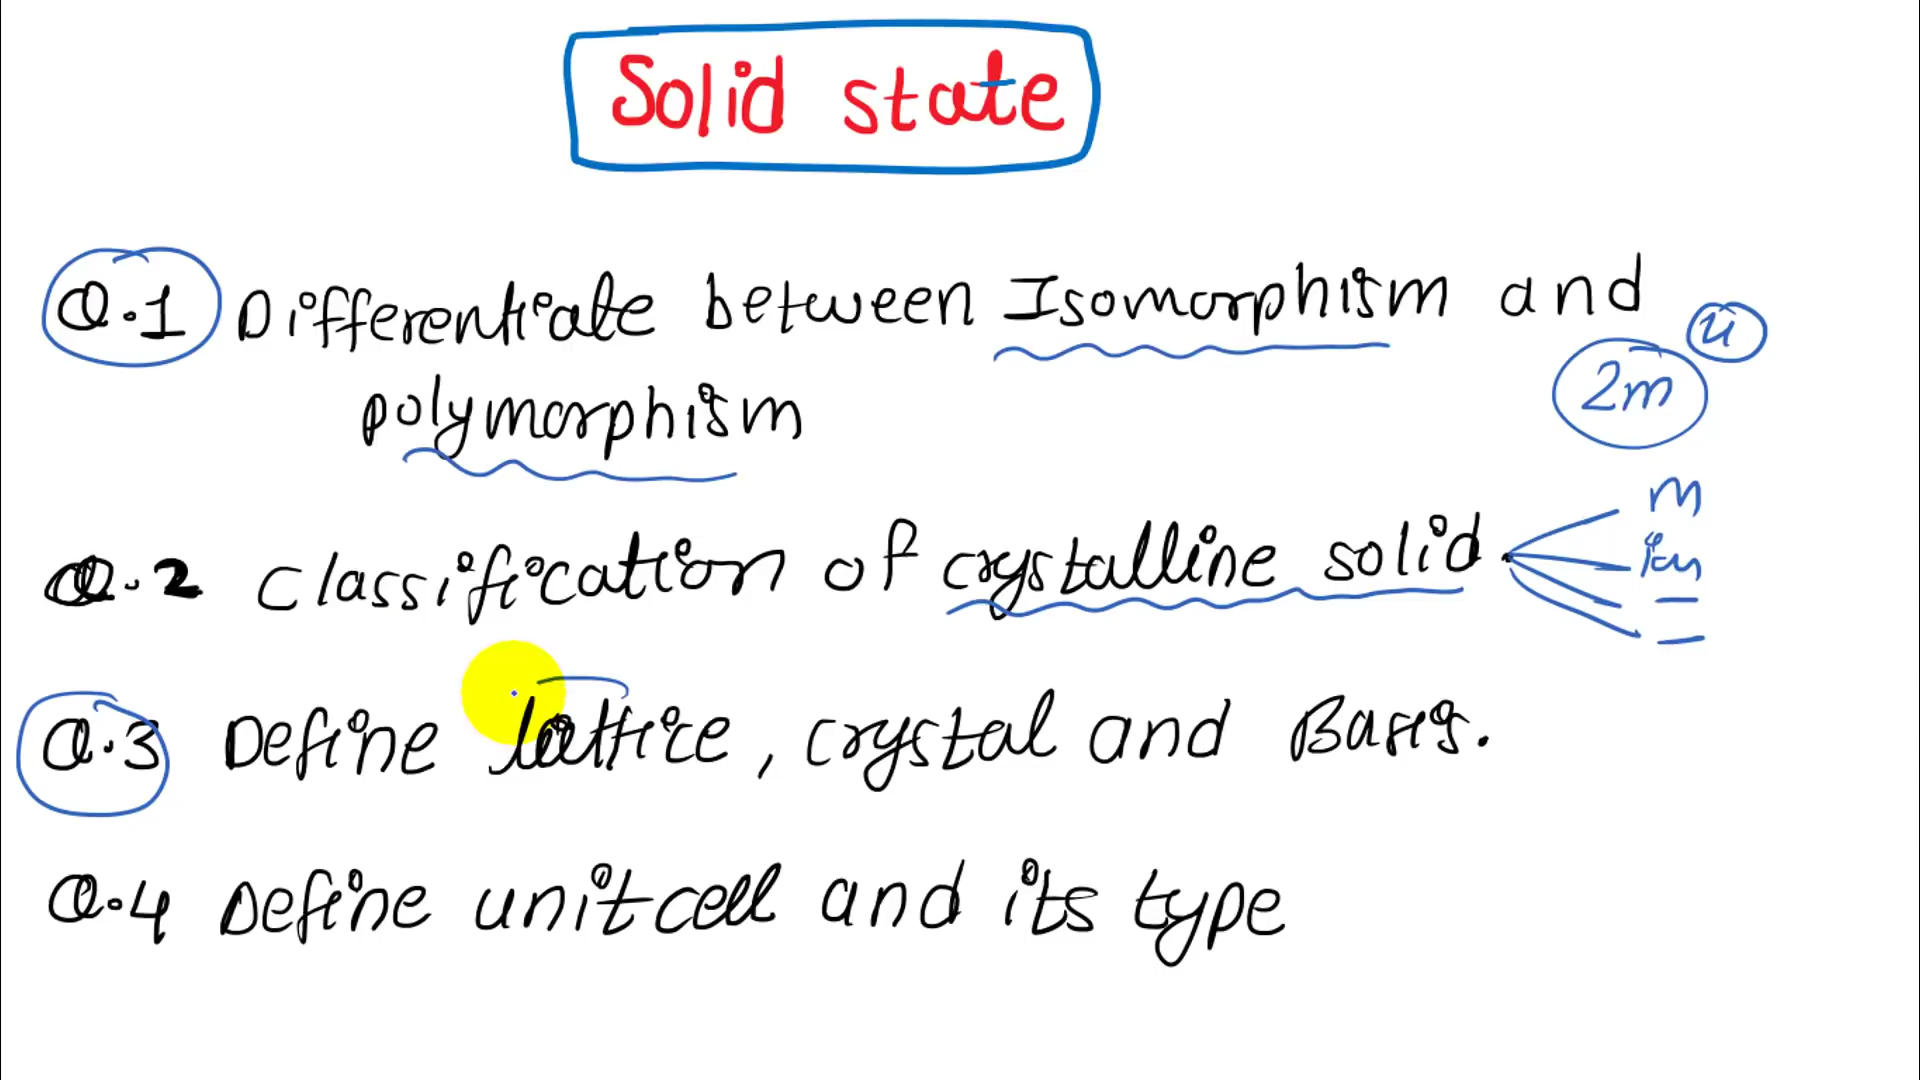 Solid state
Q.1 Differentiate between Isomorphism and
polymorphism
2m
m
Q.2 Classification of crystalline solid
ion
Q.3 Define lattice, crystal and Basis.
Q.4 Define unitcell and its type